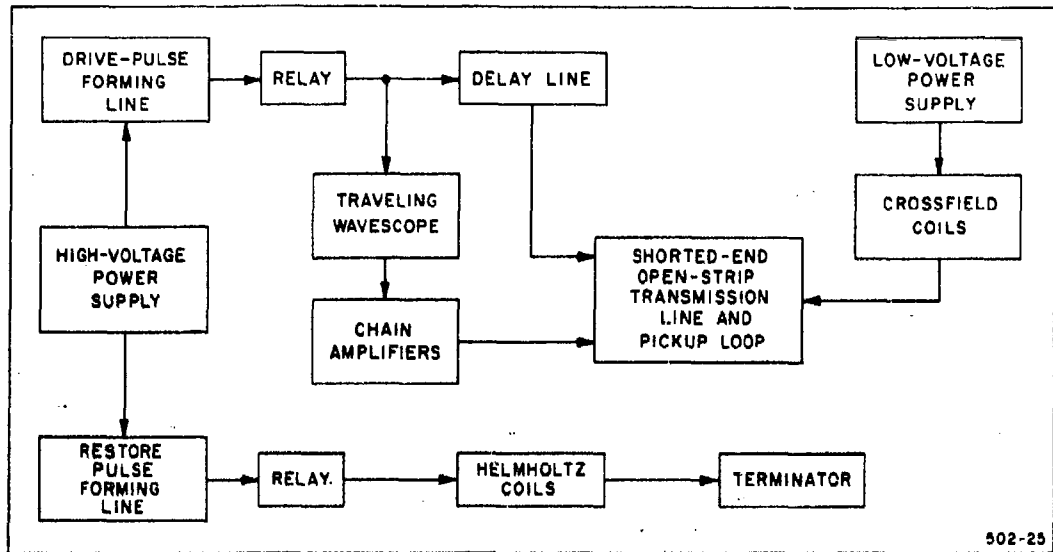 DRIVE-PULSE
FORMING
LINE
RELAY
DELAY LINE
LOW-VOLTAGE
POWER
SUPPLY
TRAVELING
WAVESCOPE
CROSSFIELD
COILS
HIGH-VOLTAGE
POWER
SUPPLY
SHORTED-END
OPEN-STRIP
TRANSMISSION
LINE AND
PICKUP LOOP
CHAIN
AMPLIFIERS
RESTORE
PULSE
FORMING
LINE
RELAY.
HELMHOLTZ
COILS
TERMINATOR
502-25